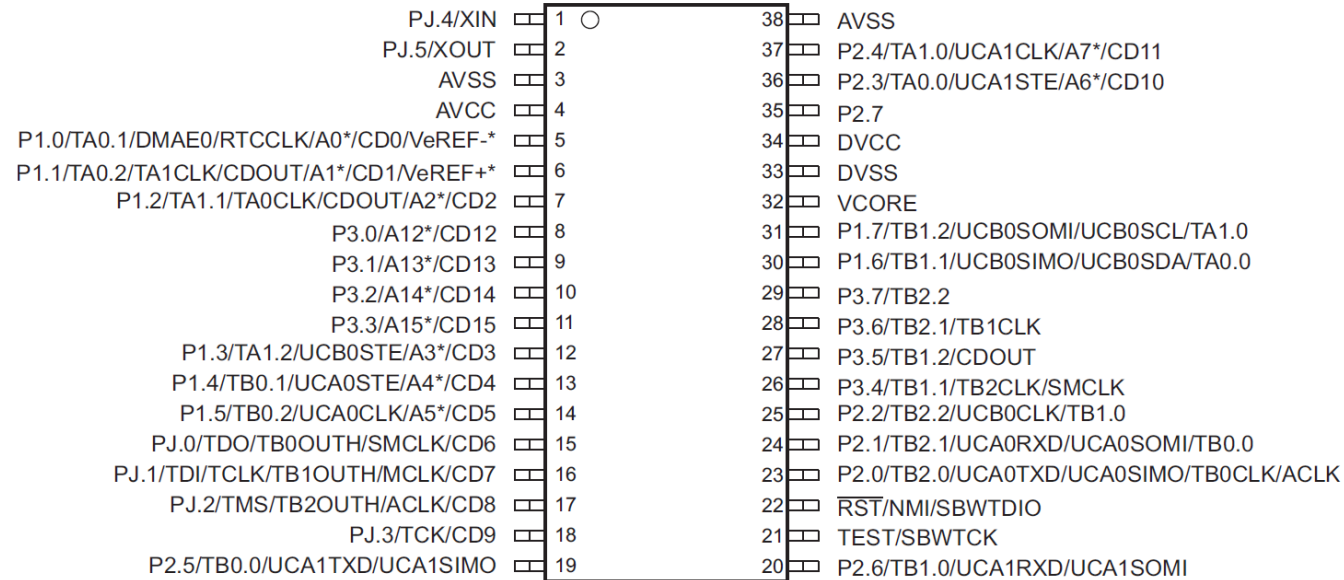 PJ.4/XIN 1 38 AVSS
PJ.5/XOUT 2 37 P2.4/TA1.0/UCA1CLK/A7*/CD11
AVSS 3 36 P2.3/TA0.0/UCA1STE/A6*/CD10
AVCC 4 35 P2.7
P1.0/TA0.1/DMAE0/RTCCLK/A0*/CD0/VeREF-* 5 34 DVCC
P1.1/TA0.2/TA1CLK/CDOUT/A1*/CD1/VeREF+* 6 33 DVSS
P1.2/TA1.1/TA0CLK/CDOUT/A2*/CD2 7 32 VCORE
P3.0/A12*/CD12 8 31 P1.7/TB1.2/UCB0SOMI/UCB0SCL/TA1.0
P3.1/A13*/CD13 9 30 P1.6/TB1.1/UCB0SIMO/UCB0SDA/TA0.0
P3.2/A14*/CD14 10 29 P3.7/TB2.2
P3.3/A15*/CD15 11 28 P3.6/TB2.1/TB1CLK
P1.3/TA1.2/UCB0STE/A3*/CD3 12 27 P3.5/TB1.2/CDOUT
P1.4/TB0.1/UCA0STE/A4*/CD4 13 26 P3.4/TB1.1/TB2CLK/SMCLK
P1.5/TB0.2/UCA0CLK/A5*/CD5 14 25 P2.2/TB2.2/UCB0CLK/TB1.0
PJ.0/TDO/TB0OUTH/SMCLK/CD6 15 24 P2.1/TB2.1/UCA0RXD/UCA0SOMI/TB0.0
PJ.1/TDI/TCLK/TB1OUTH/MCLK/CD7 16 23 P2.0/TB2.0/UCA0TXD/UCA0SIMO/TB0CLK/ACLK
PJ.2/TMS/TB2OUTH/ACLK/CD8 17 22 RST/NMI/SBWTDIO
PJ.3/TCK/CD9 18 21 TEST/SBWTCK
P2.5/TB0.0/UCA1TXD/UCA1SIMO 19 20 P2.6/TB1.0/UCA1RXD/UCA1SOMI